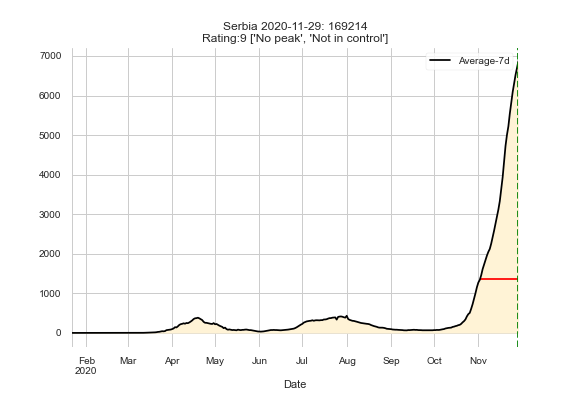 Serbia 2020-11-29: 169214
Rating:9 ['No peak', 'Not in control']
Average-7d
7000
6000
5000
4000
3000
2000
1000
0
Feb Mar Apr May Jun Jul Aug Sep Oct Nov
2020
Date